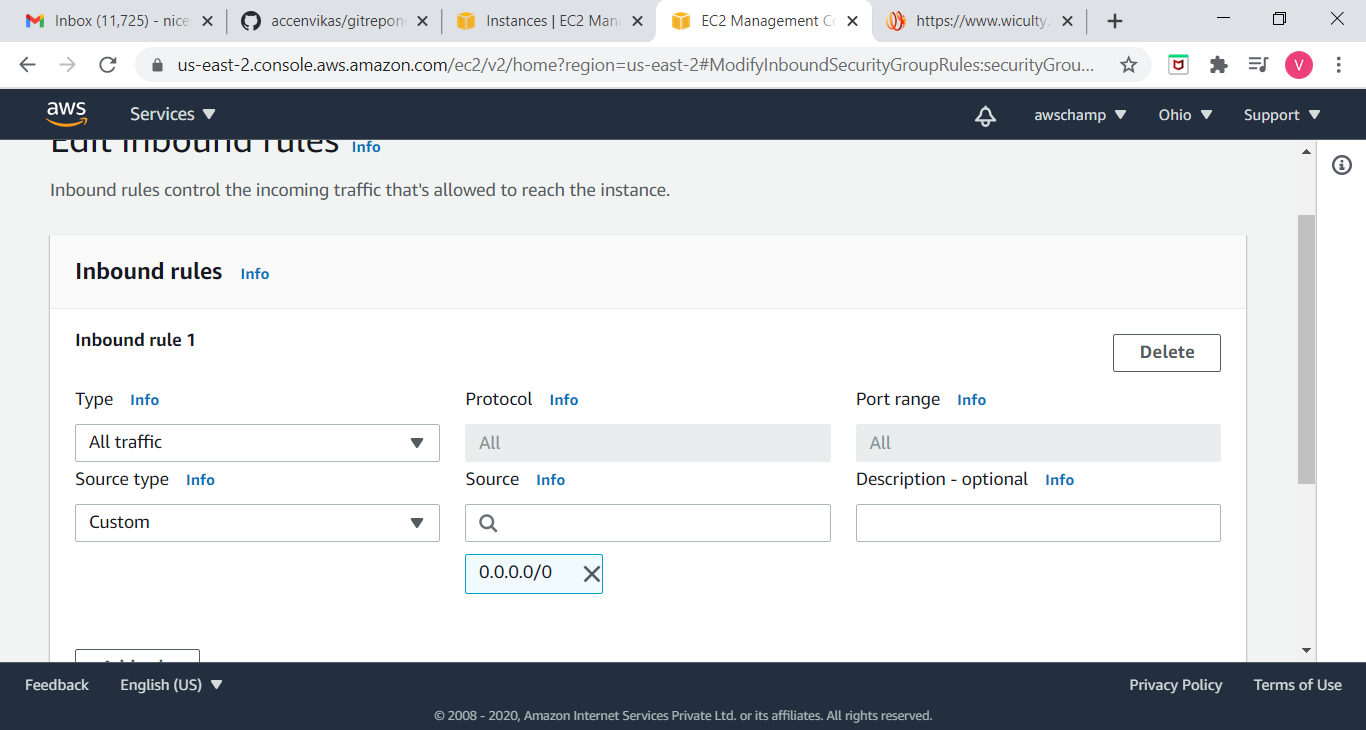 Inbox (11,725) - nice
accenvikas/gitrepon
Instances | EC2 Man
EC2 Management Co
https://www.wiculty.
us-east-2.console.aws.amazon.com/ec2/v2/home?region=us-east-2#ModifyInboundSecurityGroupRules:securityGrou...
V
aws Services awschamp Ohio Support
Edit inbound rules Info
Inbound rules control the incoming traffic that's allowed to reach the instance.
Inbound rules Info
Inbound rule 1
Delete
Type Info Protocol Info Port range Info
All traffic All All
Source type Info Source Info Description - optional Info
Custom
0.0.0.0/0
Feedback English (US) Privacy Policy Terms of Use
© 2008 - 2020, Amazon Internet Services Private Ltd. or its affiliates. All rights reserved.